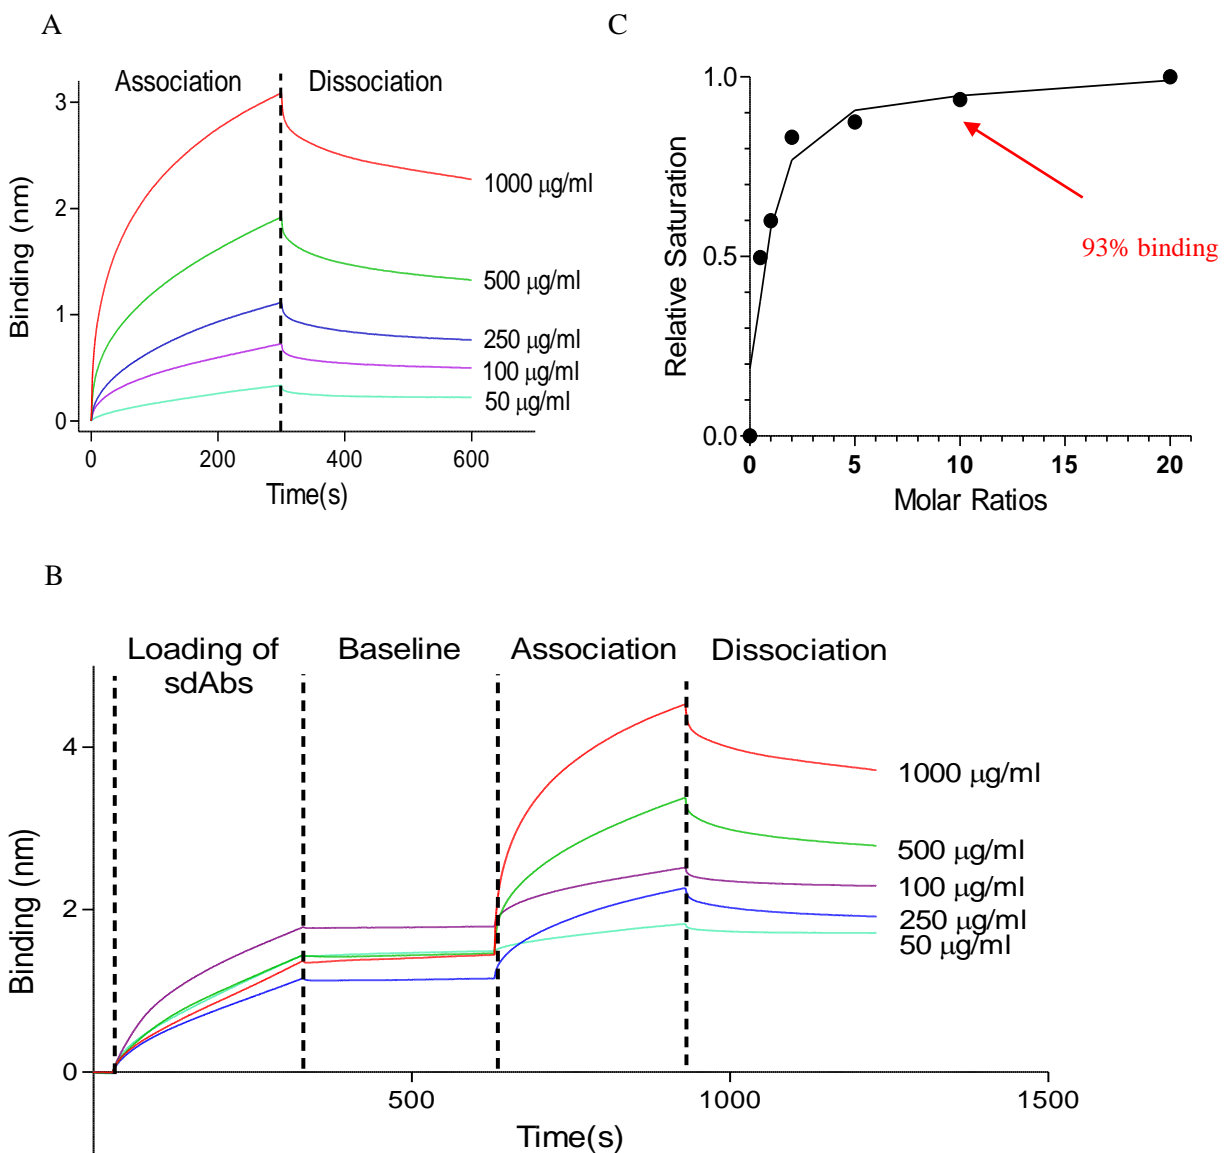 A
Association Dissociation
3
2
1
0
Binding (nm)
1000 μg/ml
500 μg/ml
250 μg/ml
100 μg/ml
50 μg/ml
0 200 400 600
Time(s)
C
1.0
0.5
0.0
Relative Saturation
93% binding
0 5 10 15 20
Molar Ratios
B
Loading of
sdAbs
Baseline
Association
Dissociation
4
2
0
Binding (nm)
1000 μg/ml
500 μg/ml
100 μg/ml
250 μg/ml
50 μg/ml
500 1000 1500
Time(s)